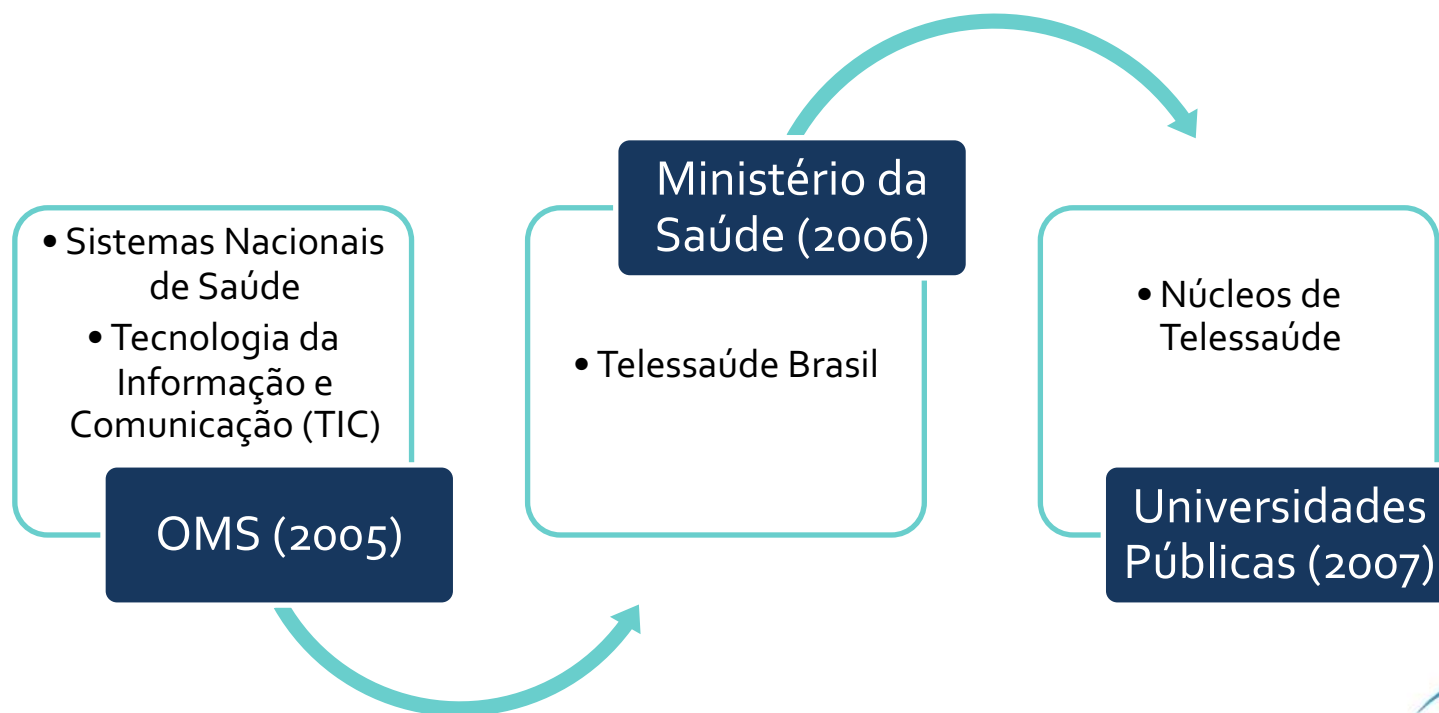 • Sistemas Nacionais
de Saúde
• Tecnologia da
Informação e
Comunicação (TIC)
OMS (2005)
Ministério da
Saúde (2006)
• Telessaúde Brasil
• Núcleos de
Telessaúde
Universidades
Públicas (2007)